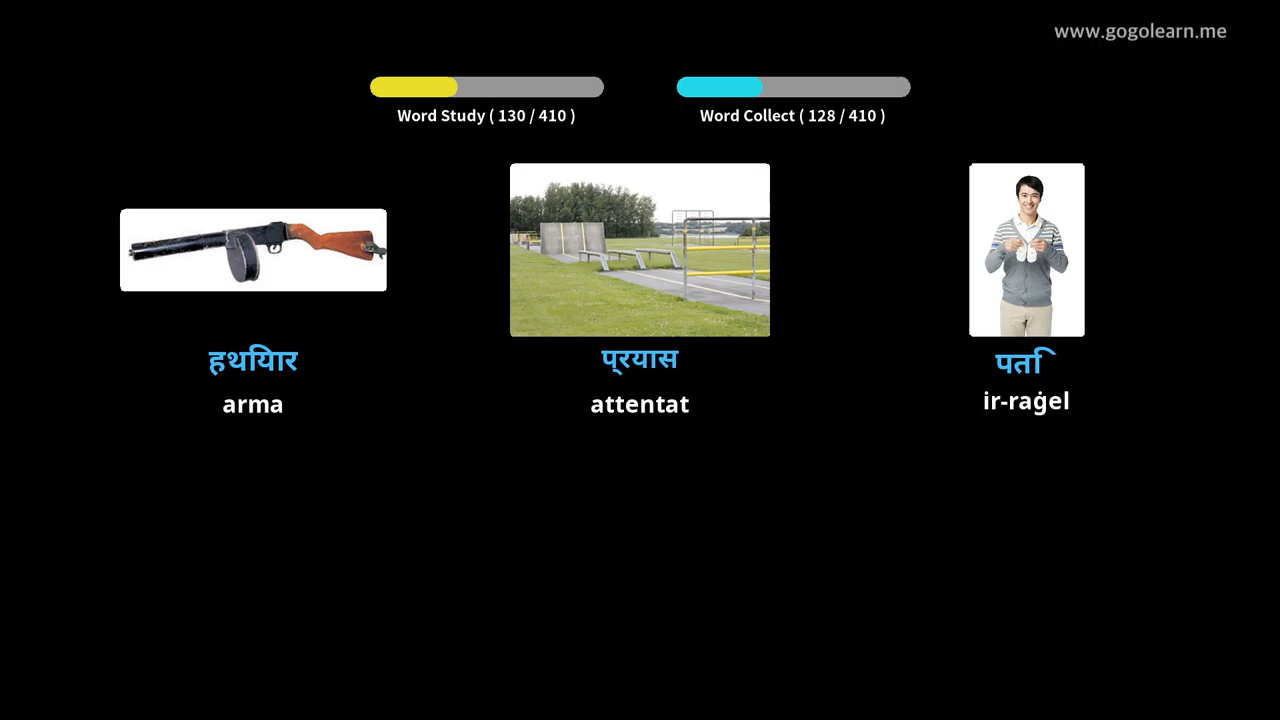 www.gogolearn.me
Word Study ( 130 / 410 )
Word Collect ( 128 / 410 )
हथियार
प्रयास
पति
arma
attentat
ir-raġel